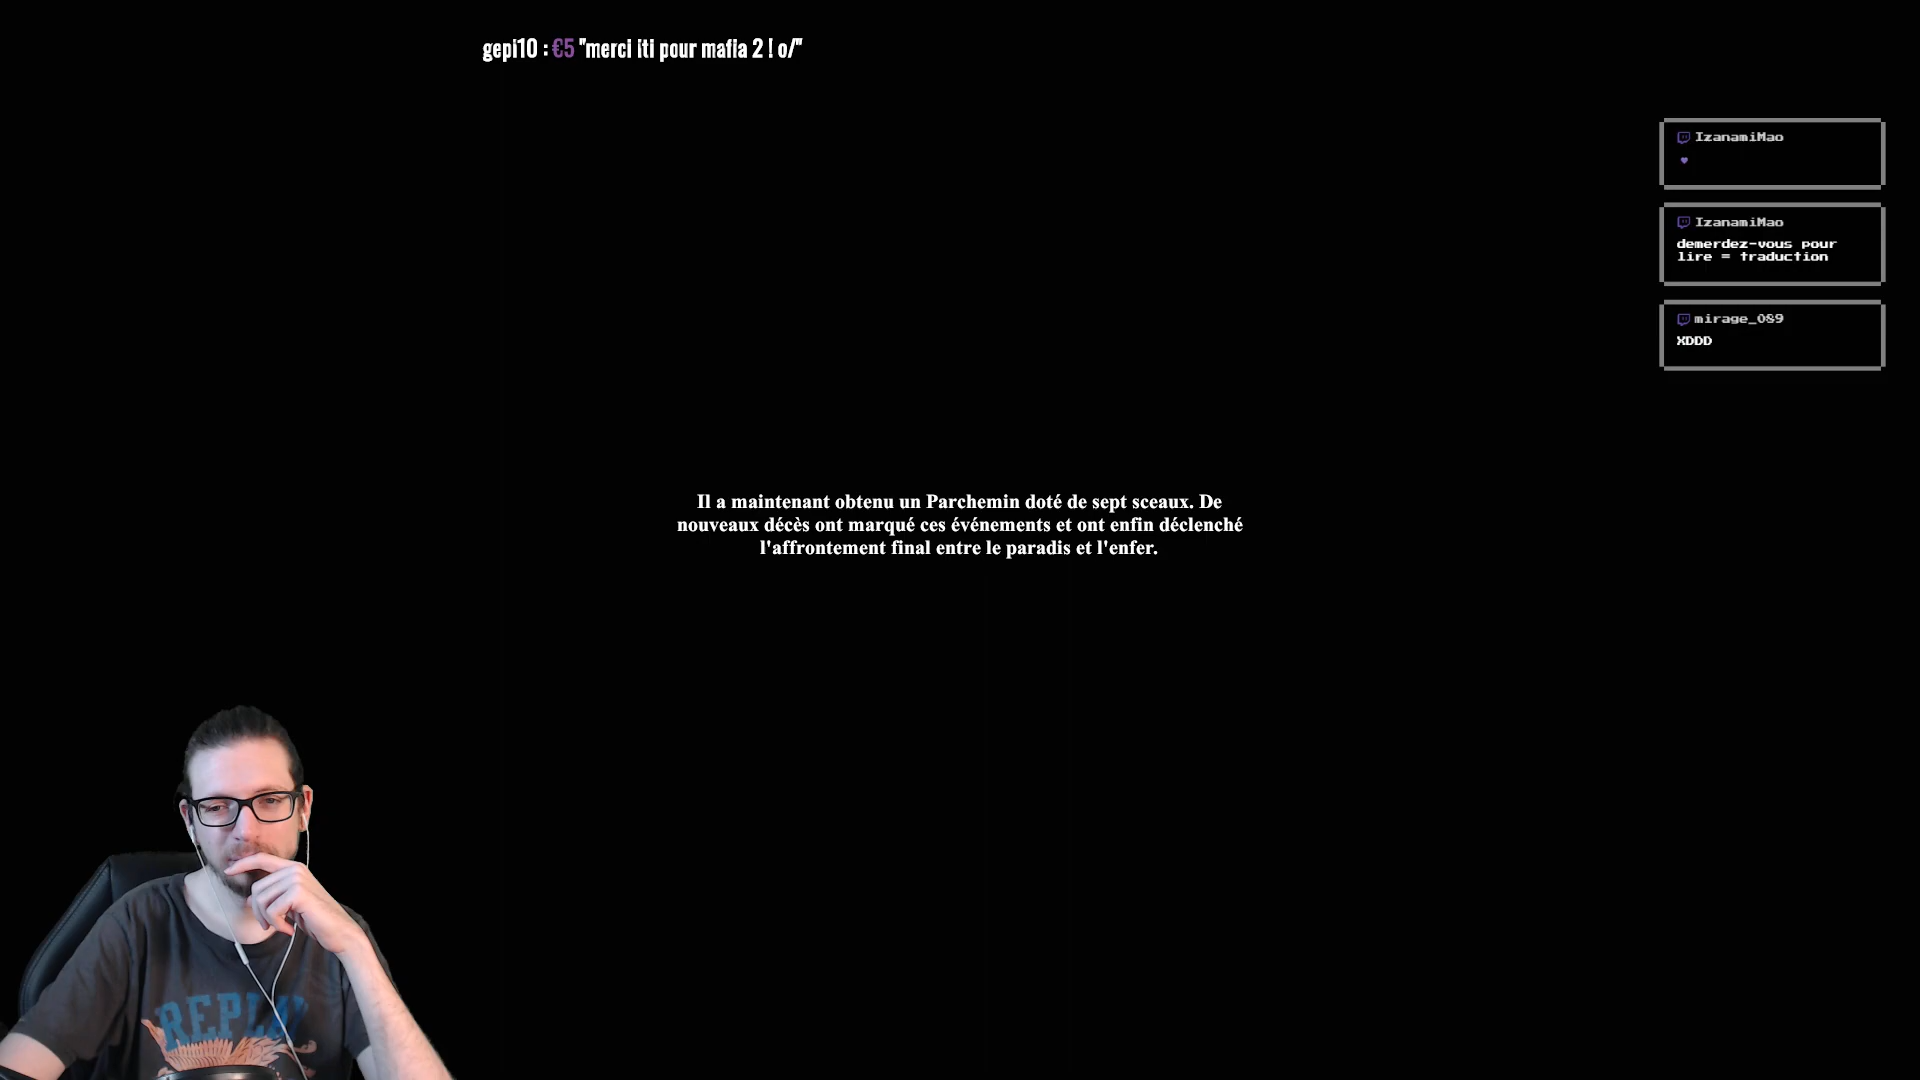 gepi10 : €5 "merci iti pour mafia 2 ! o/"
IzanamiMao
IzanamiMao
demerdez-vous pour
lire = traduction
mirage_089
XDDD
Il a maintenant obtenu un Parchemin doté de sept sceaux. De
nouveaux décès ont marqué ces événements et ont enfin déclenché
l'affrontement final entre le paradis et l'enfer.
REPLAY